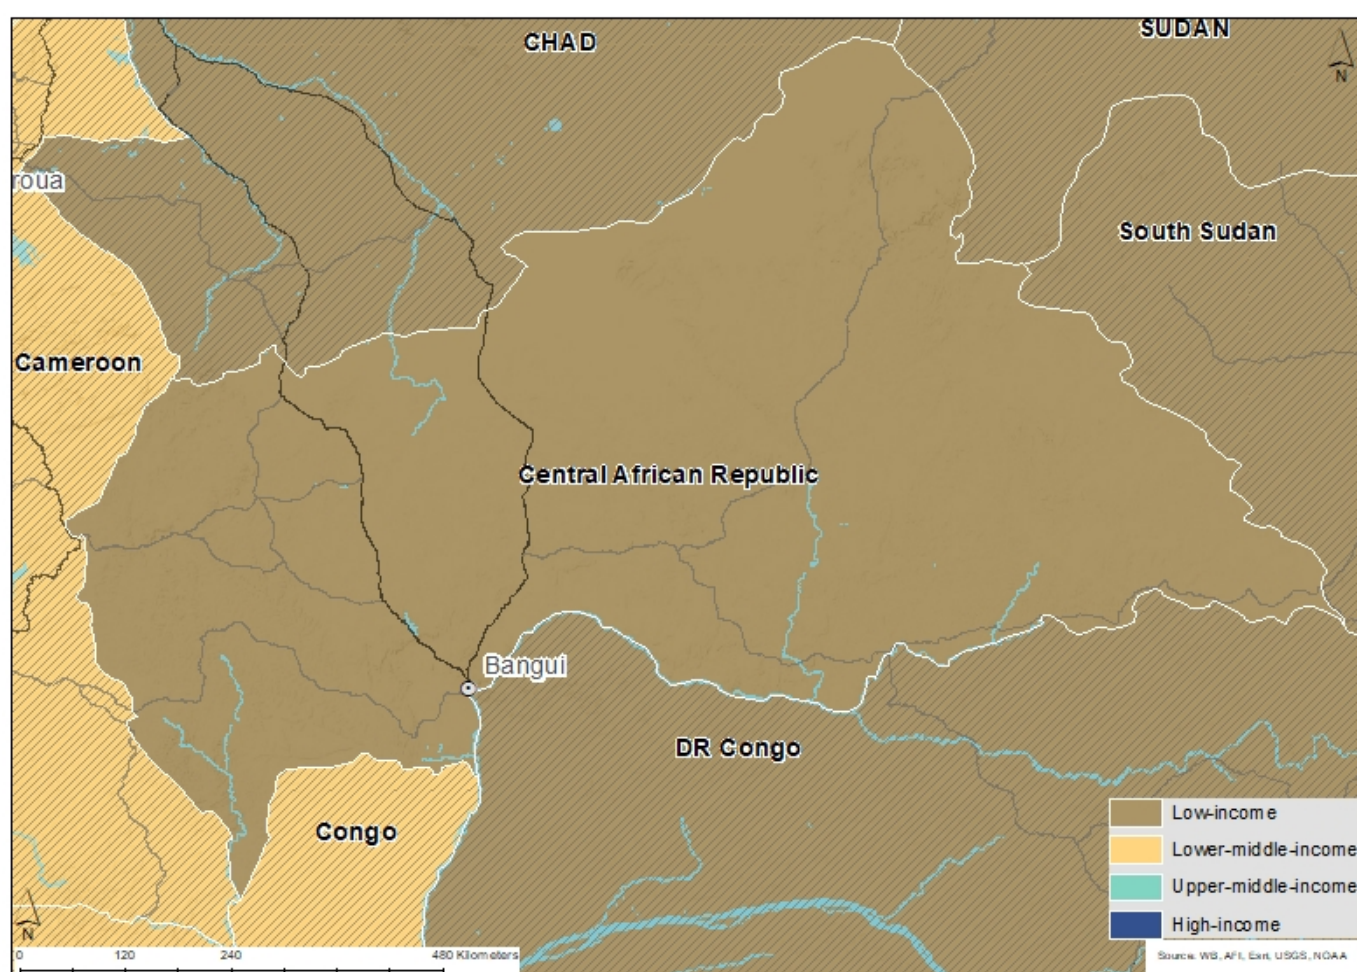 CHAD
SUDAN
N
roua
South Sudan
Cameroon
Central African Republic
Bangui
DR Congo
Congo
Low-income
Lower-middle-income
Upper-middle-income
High-income
N
0 120 240 480 Kilometers
Source: WB, AFI, Esri, USGS, NOAA